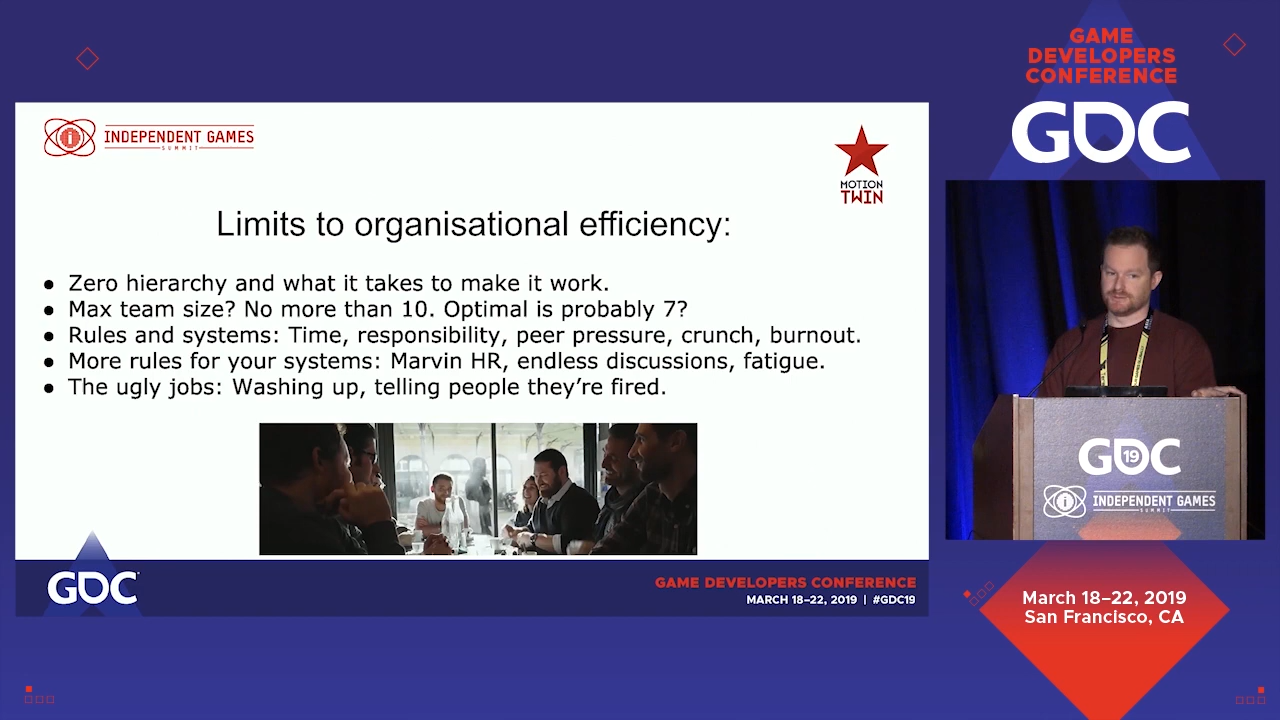 GAME
DEVELOPERS
CONFERENCE
GDC
INDEPENDENT GAMES
SUMMIT
MOTION
TWIN
Limits to organisational efficiency:
● Zero hierarchy and what it takes to make it work.
● Max team size? No more than 10. Optimal is probably 7?
● Rules and systems: Time, responsibility, peer pressure, crunch, burnout.
● More rules for your systems: Marvin HR, endless discussions, fatigue.
● The ugly jobs: Washing up, telling people they're fired.
GDC
GAME DEVELOPERS CONFERENCE
MARCH 18–22, 2019 | #GDC19
GDC
19
INDEPENDENT GAMES
SUMMIT
March 18–22, 2019
San Francisco, CA